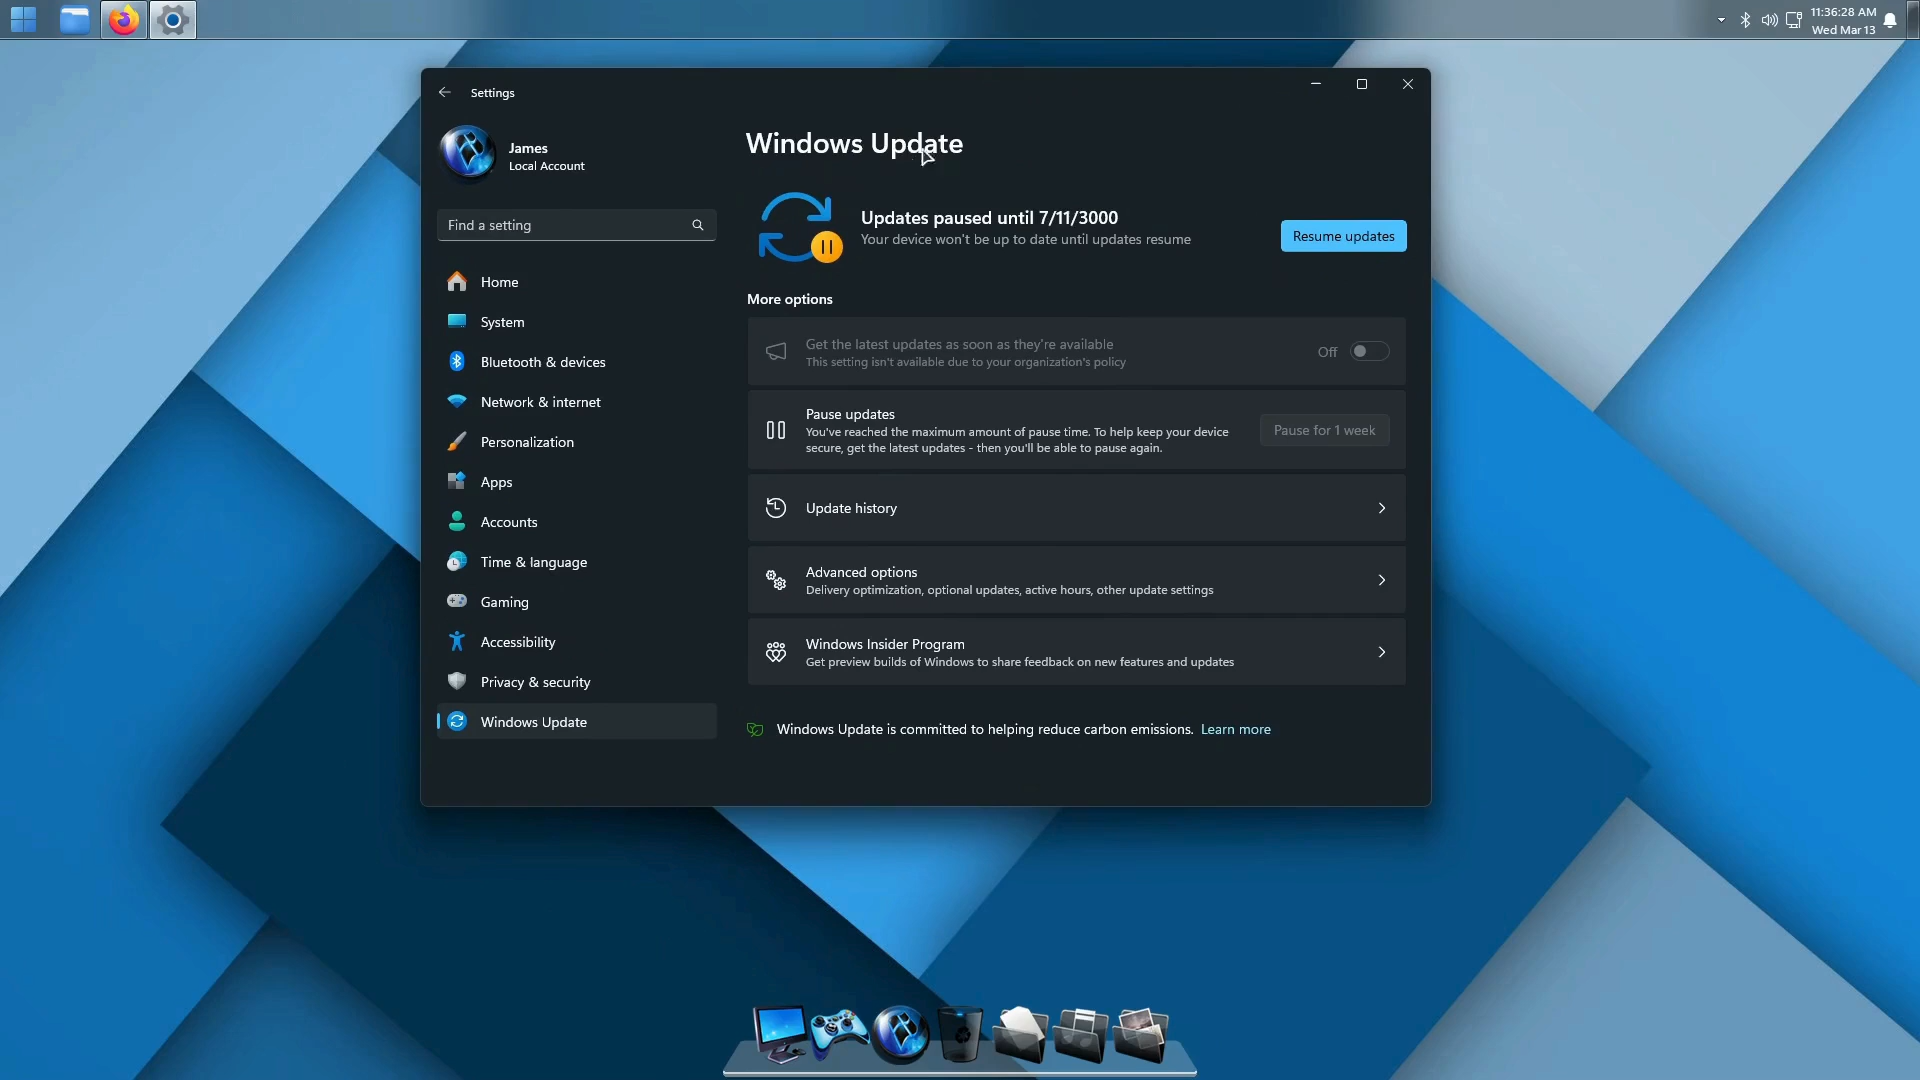 11:36:28 AM
Wed Mar 13
Settings
James
Local Account
Find a setting
Home
System
Bluetooth & devices
Network & internet
Personalization
Apps
Accounts
Time & language
Gaming
Accessibility
Privacy & security
Windows Update
Windows Update
Updates paused until 7/11/3000
Your device won't be up to date until updates resume
Resume updates
More options
Get the latest updates as soon as they're available
This setting isn't available due to your organization's policy
Off
Pause updates
You've reached the maximum amount of pause time. To help keep your device
secure, get the latest updates - then you'll be able to pause again.
Pause for 1 week
Update history
Advanced options
Delivery optimization, optional updates, active hours, other update settings
Windows Insider Program
Get preview builds of Windows to share feedback on new features and updates
Windows Update is committed to helping reduce carbon emissions. Learn more